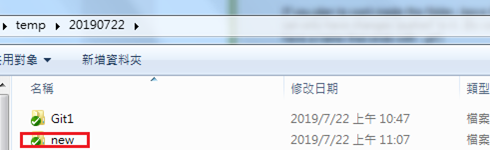 temp ▸ 20190722 ▸
共用對象 ▾ 新增資料夾
名稱 修改日期 類型
Git1 2019/7/22 上午 10:47 檔案
new 2019/7/22 上午 11:07 檔案